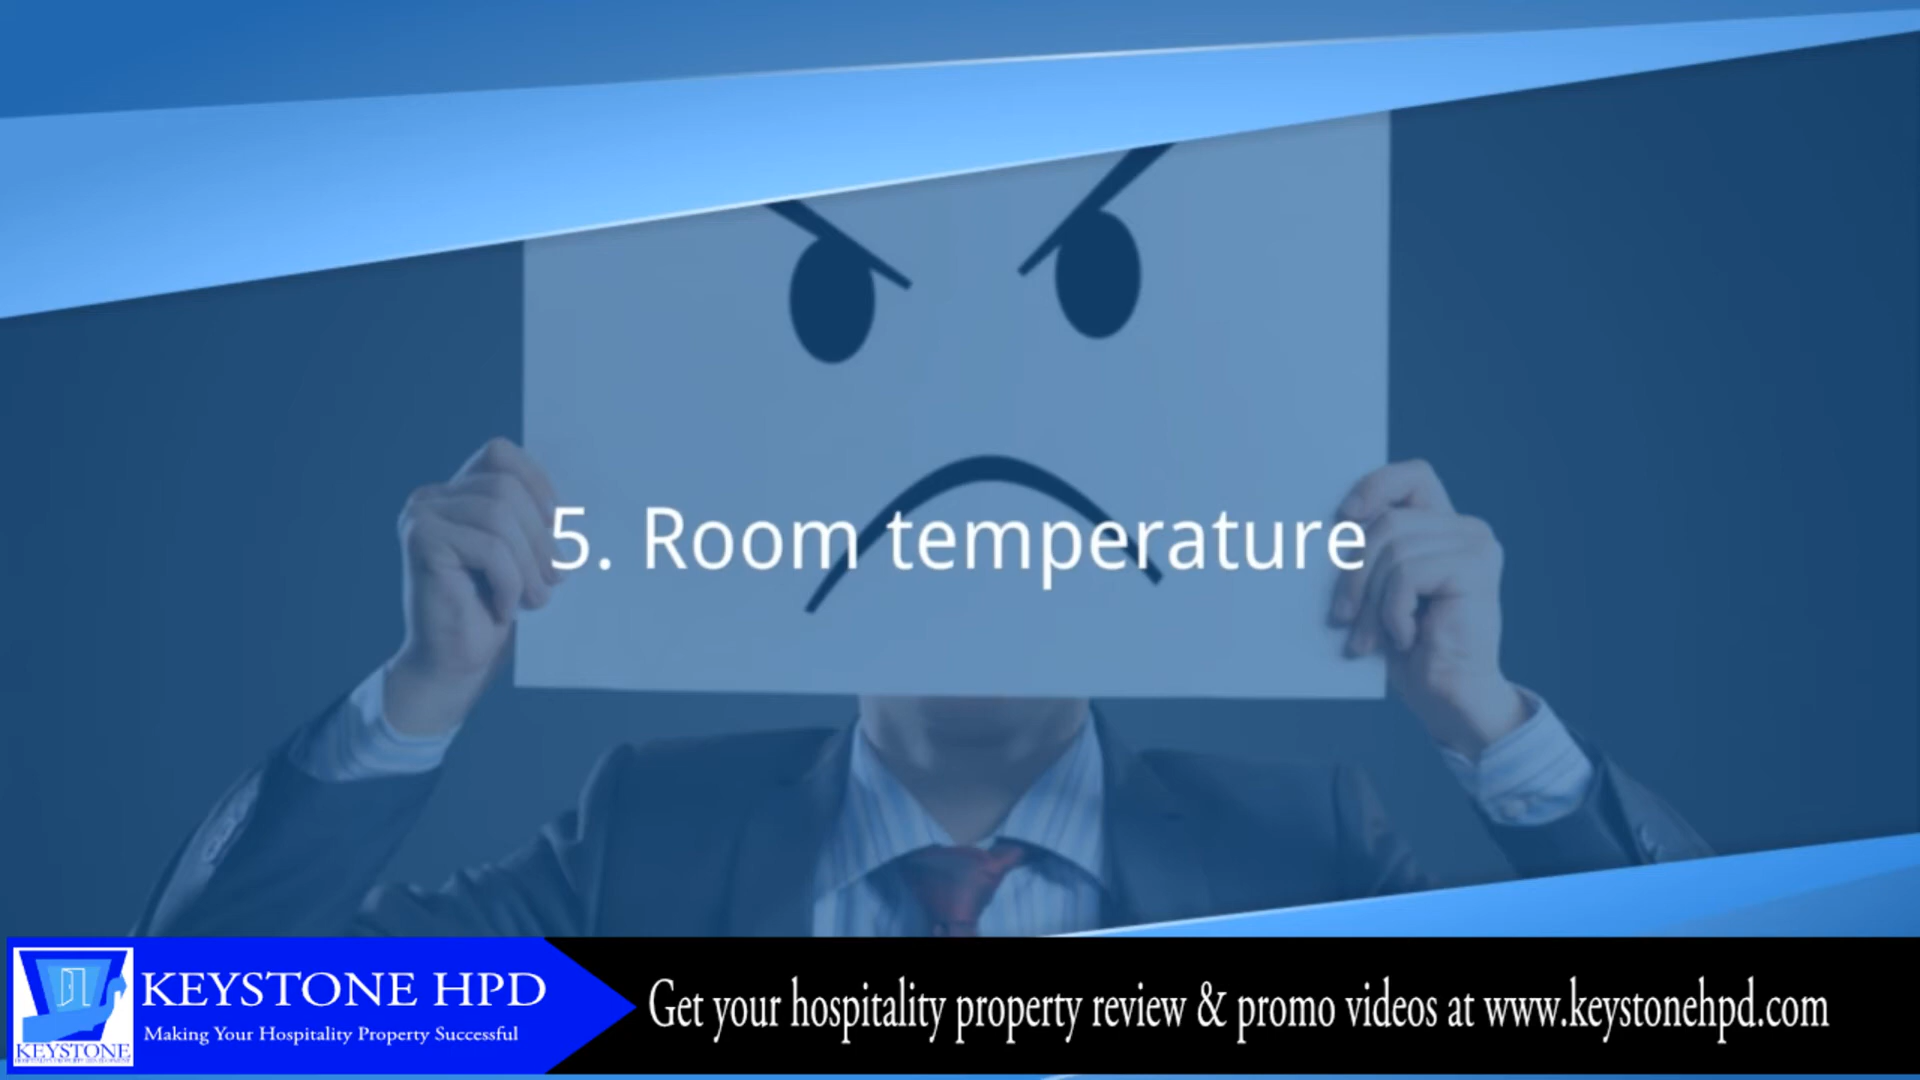 5. Room temperature
KEYSTONE HPD
Making Your Hospitality Property Successful
KEYSTONE
Get your hospitality property review & promo videos at www.keystonehpd.com